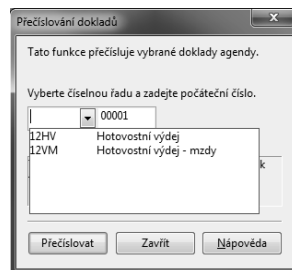 Přečíslování dokladů
x
Tato funkce přečísluje vybrané doklady agendy.
Vyberte číselnou řadu a zadejte počáteční číslo.
00001
12HV Hotovostní výdej
12VM Hotovostní výdej - mzdy
k
Přečíslovat Zavřít Nápověda